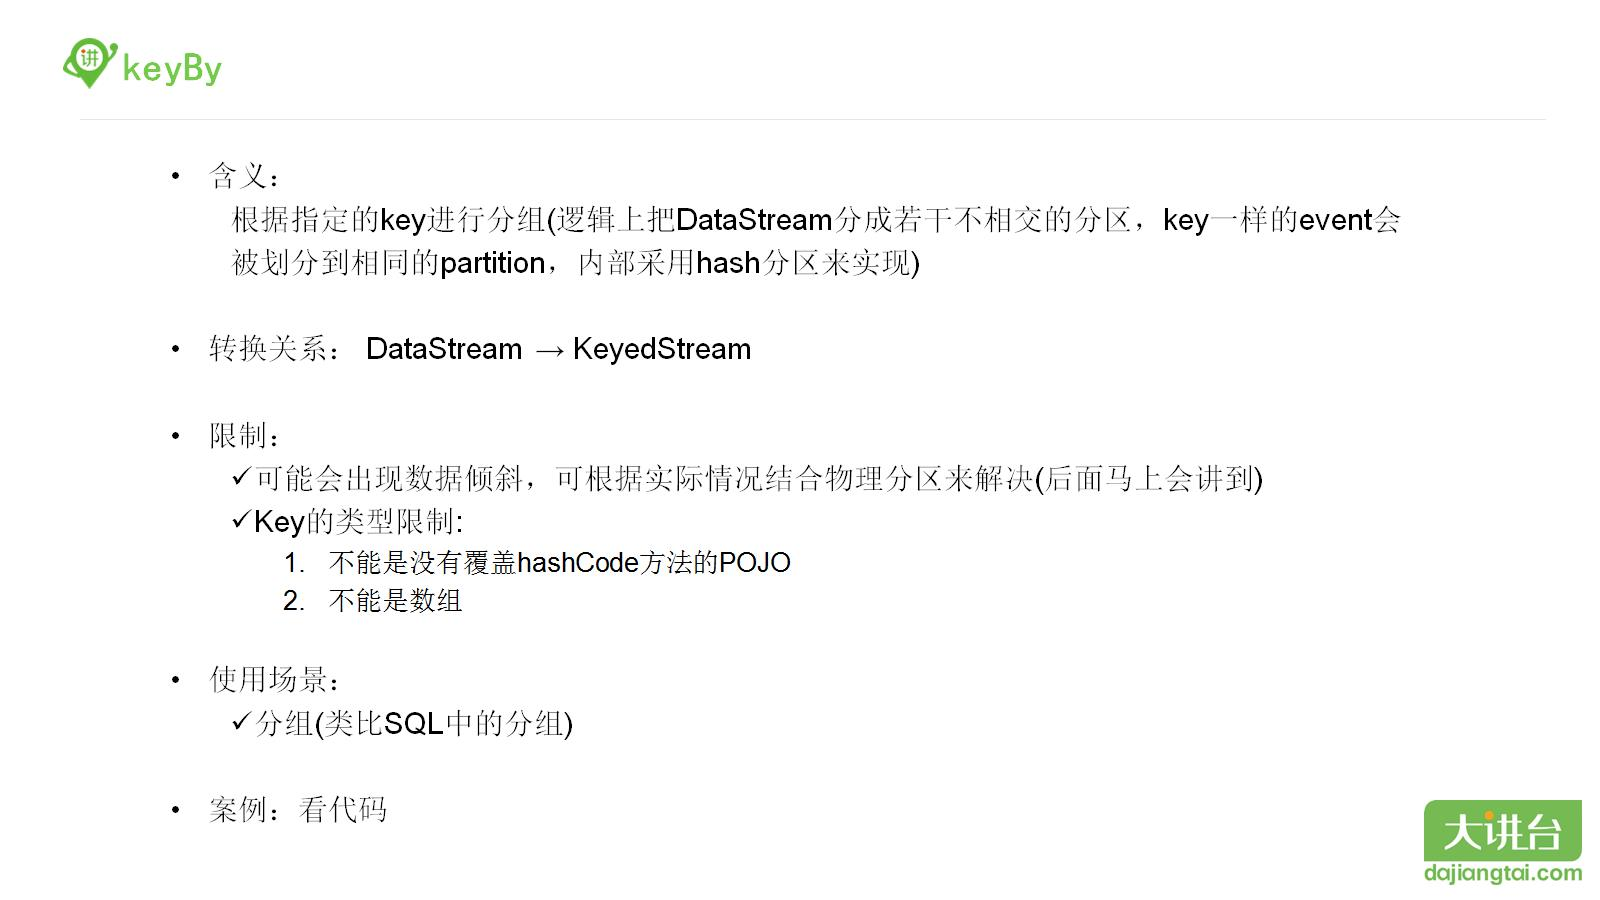 讲 keyBy
• 含义：
根据指定的key进行分组(逻辑上把DataStream分成若干不相交的分区，key一样的event会
被划分到相同的partition，内部采用hash分区来实现)
• 转换关系： DataStream → KeyedStream
• 限制：
✓可能会出现数据倾斜，可根据实际情况结合物理分区来解决(后面马上会讲到)
✓Key的类型限制:
1. 不能是没有覆盖hashCode方法的POJO
2. 不能是数组
• 使用场景：
✓分组(类比SQL中的分组)
• 案例：看代码
大讲台
dajiangtai.com